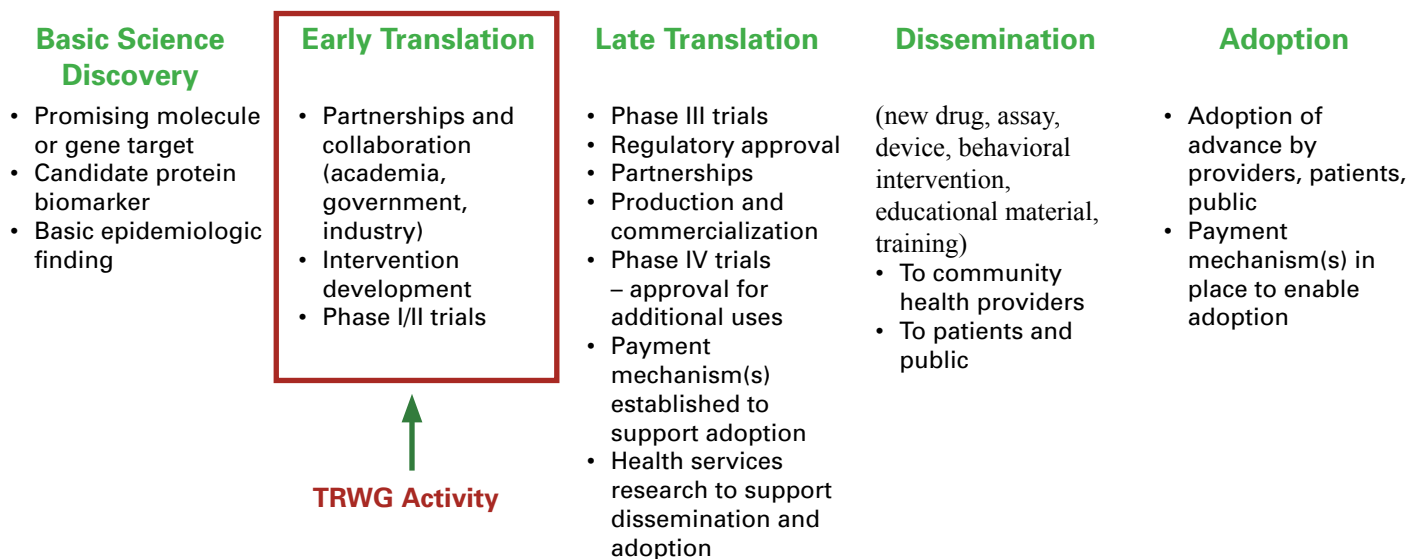 Basic Science
Discovery
• Promising molecule
or gene target
• Candidate protein
biomarker
• Basic epidemiologic
finding
Early Translation
• Partnerships and
collaboration
(academia,
government,
industry)
• Intervention
development
• Phase I/II trials
TRWG Activity
Late Translation
• Phase III trials
• Regulatory approval
• Partnerships
• Production and
commercialization
• Phase IV trials
– approval for
additional uses
• Payment
mechanism(s)
established to
support adoption
• Health services
research to support
dissemination and
adoption
Dissemination
(new drug, assay,
device, behavioral
intervention,
educational material,
training)
• To community
health providers
• To patients and
public
Adoption
• Adoption of
advance by
providers, patients,
public
• Payment
mechanism(s) in
place to enable
adoption